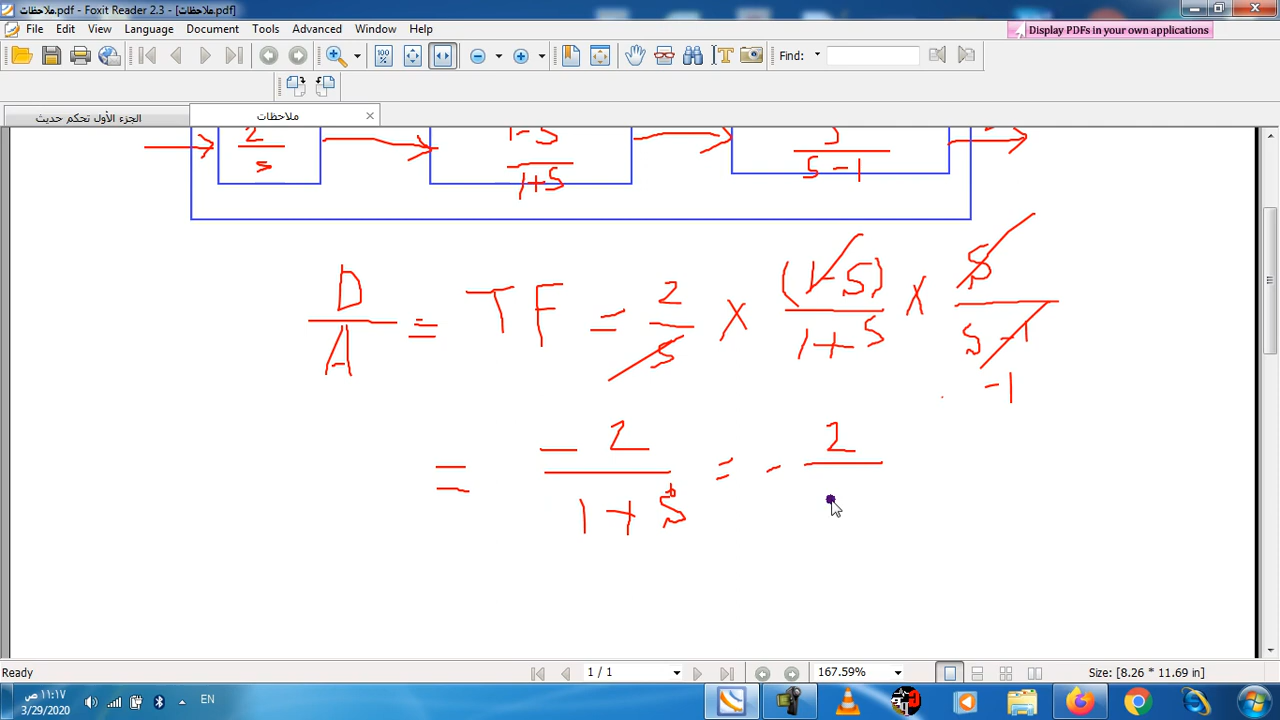 ملاحظات.pdf - Foxit Reader 2.3 - [ملاحظات.pdf]
File Edit View Language Document Tools Advanced Window Help
Display PDFs in your own applications
Find:
الجزء الأول تحكم حديث
ملاحظات
2/s → (1-S)/(1+S) → S/(S-1)
D/A = TF = 2/s × (1-S)/(1+S) × S/(S-1)
-1
= -2/(1+S) = - 2
Ready 1 / 1 167.59% Size: [8.26 * 11.69 in]
١١:١٧ ص EN
3/29/2020